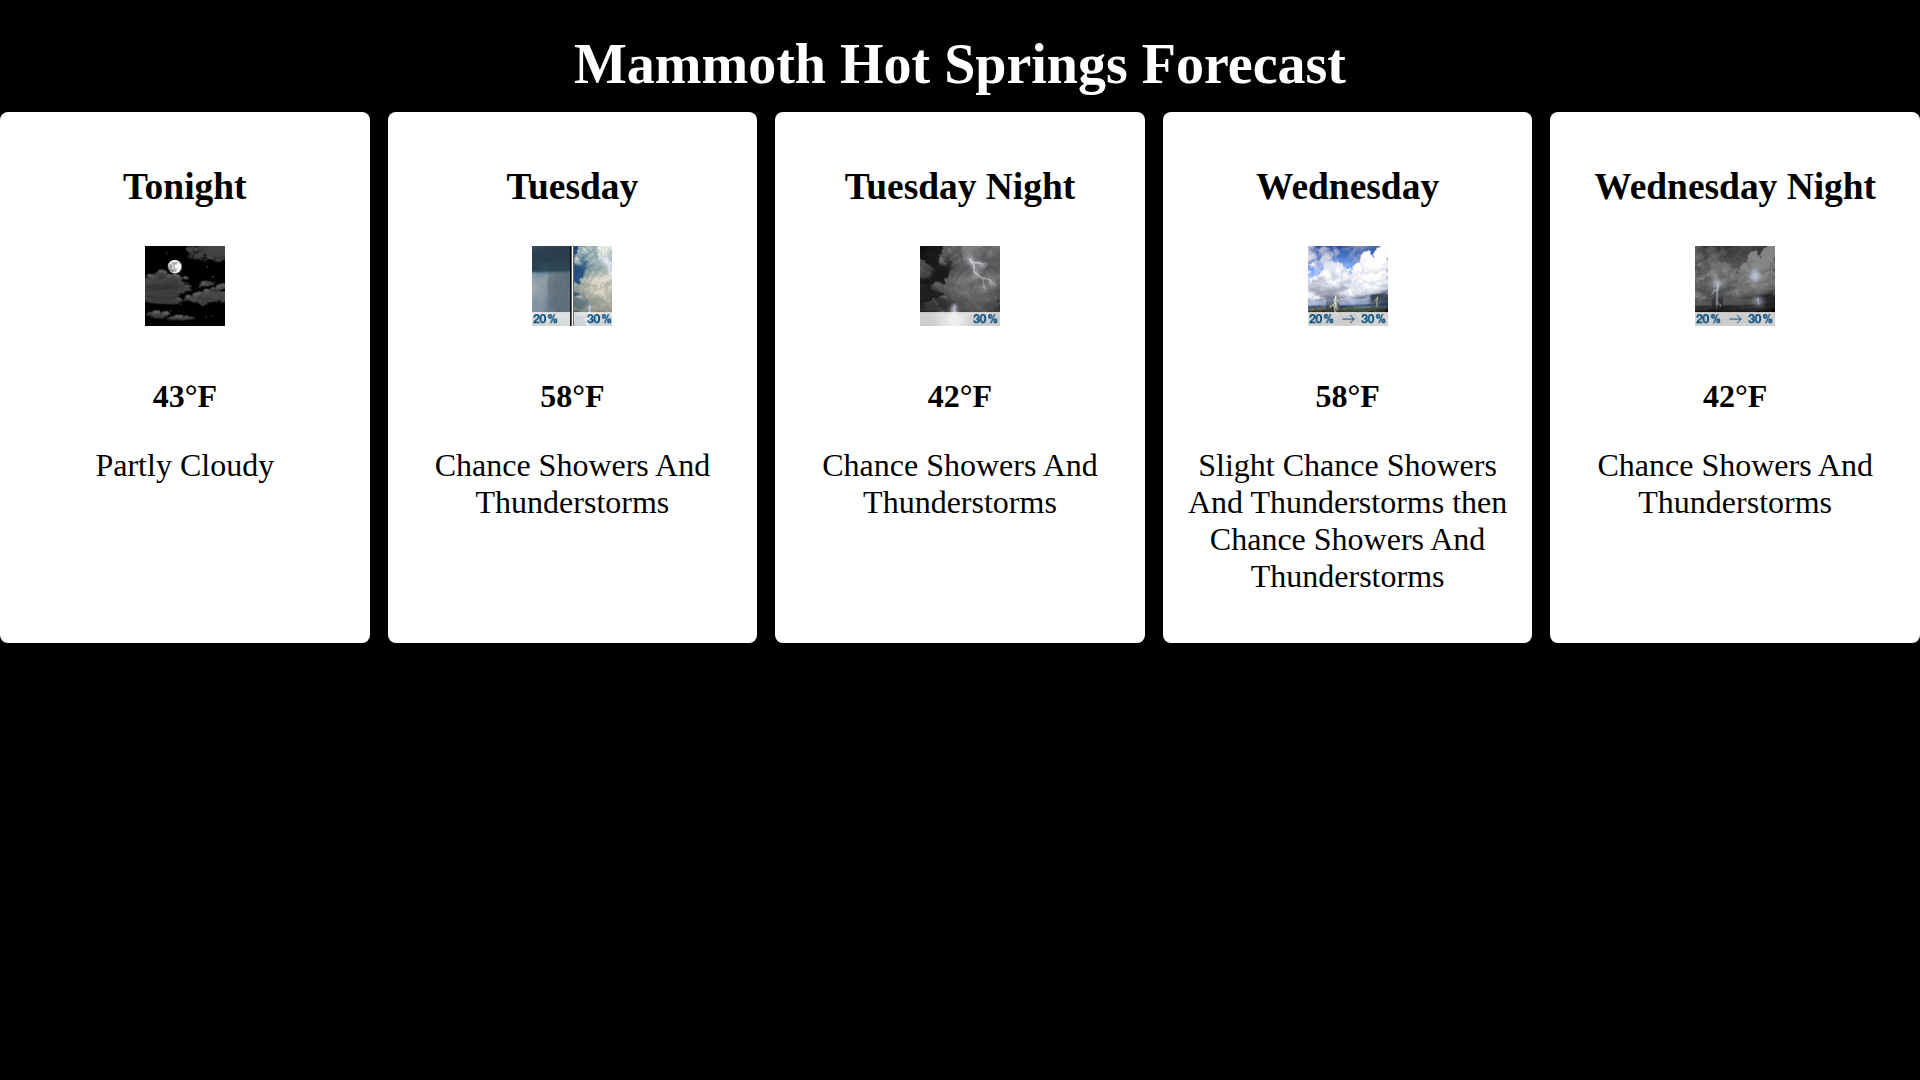 Mammoth Hot Springs Forecast
Tonight
43°F
Partly Cloudy
Tuesday
20% 30%
58°F
Chance Showers And
Thunderstorms
Tuesday Night
30%
42°F
Chance Showers And
Thunderstorms
Wednesday
20% → 30%
58°F
Slight Chance Showers
And Thunderstorms then
Chance Showers And
Thunderstorms
Wednesday Night
20% → 30%
42°F
Chance Showers And
Thunderstorms